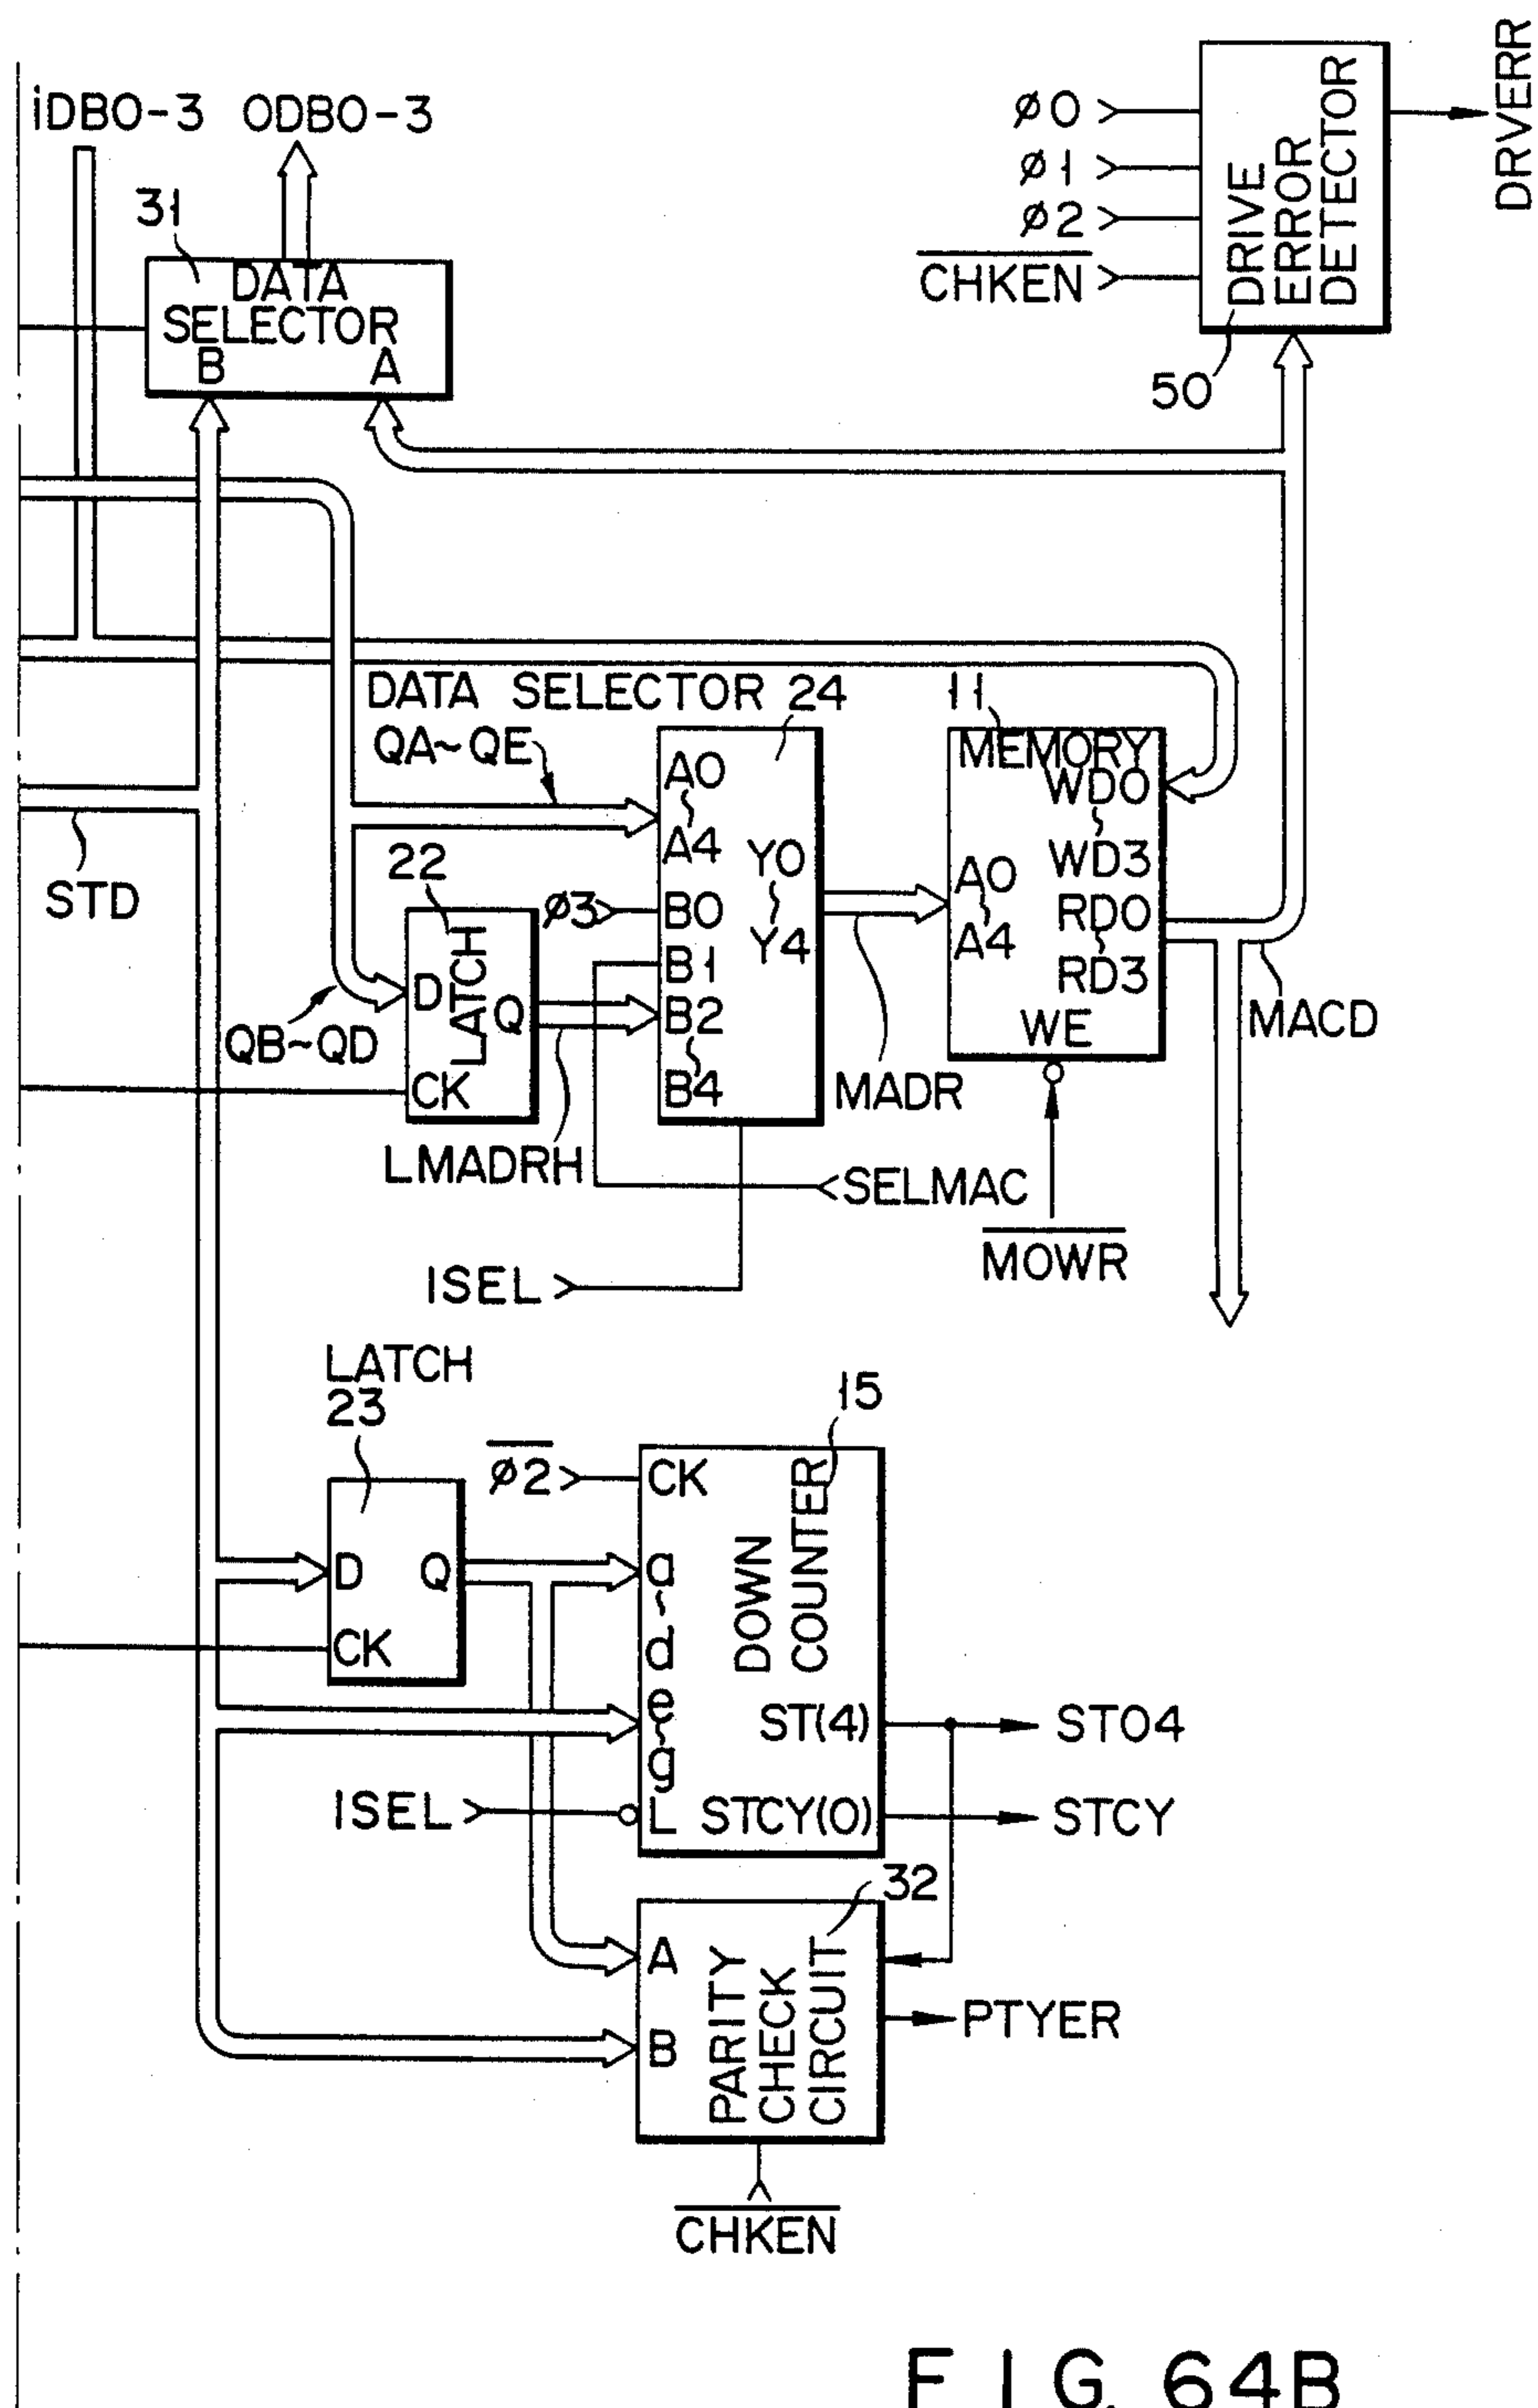 iDB0-3 ODB0-3
31
DATA
SELECTOR
B A
ø0
ø1
ø2
CHKEN
DRIVE
ERROR
DETECTOR
DRVERR
50
DATA SELECTOR 24
11
QA~QE
A0
~
A4
B0
B1
B2
~
B4
Y0
~
Y4
MEMORY
WD0
~
WD3
A0
~
A4
RD0
~
RD3
WE
STD
22
ø3
D
LATCH
Q
CK
QB~QD
LMADRH
MADR
MACD
SELMAC
MOWR
ISEL
LATCH
23
15
ø2
D Q
CK
CK
a
~
d
e
~
g
L
DOWN
COUNTER
ST(4)
STCY(0)
STO4
STCY
ISEL
32
A
B
PARITY
CHECK
CIRCUIT
PTYER
CHKEN
FIG. 64B